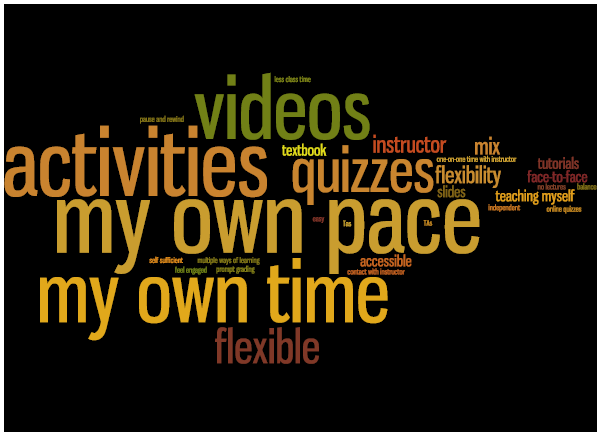 less class time
videos
pause and rewind
activities
textbook
instructor
mix
quizzes
one-on-one time with instructor
flexibility
tutorials
face-to-face
no lectures
balance
slides
teaching myself
my own pace
easy
Tas
TAs
independent
online quizzes
self sufficient
multiple ways of learning
accessible
feel engaged
prompt grading
contact with instructor
my own time
flexible